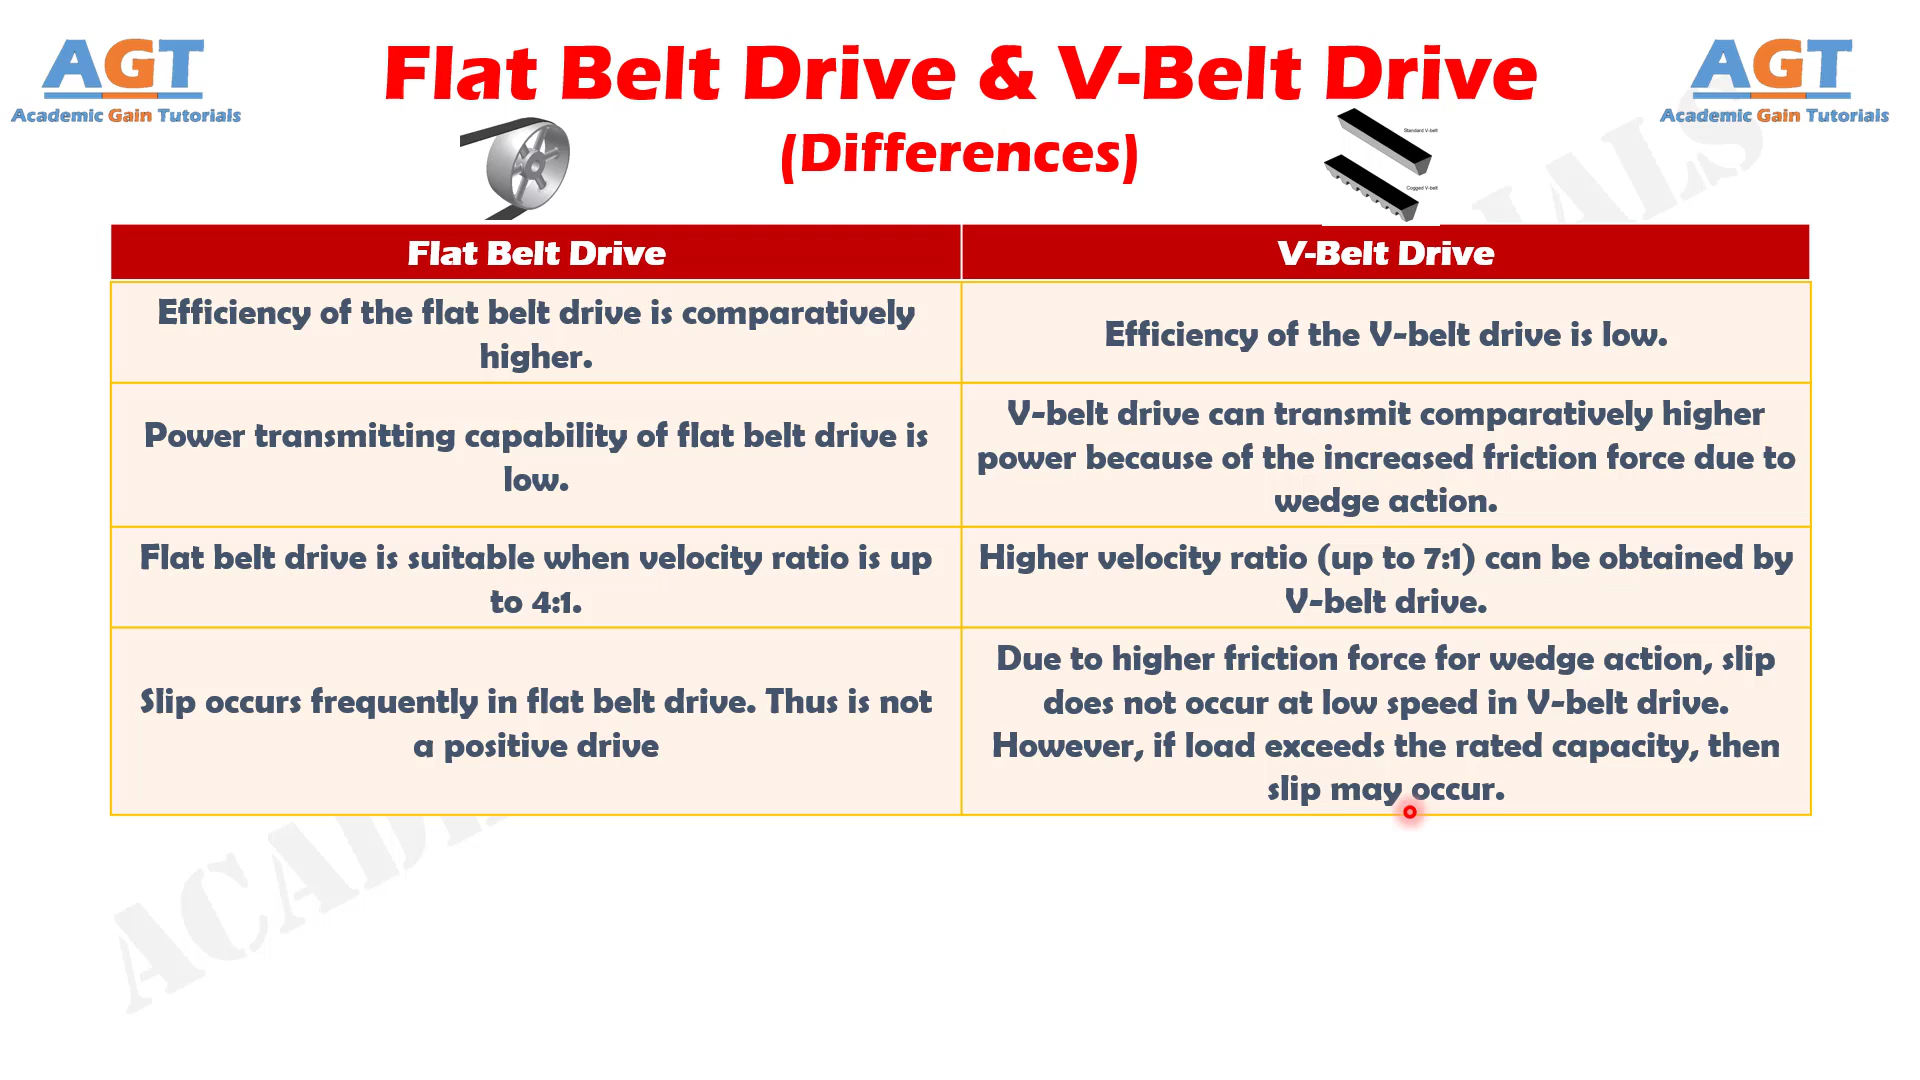 AGT
Academic Gain Tutorials
Flat Belt Drive & V-Belt Drive
(Differences)
AGT
Academic Gain Tutorials
Standard V-belt
Cogged V-belt
Flat Belt Drive
V-Belt Drive
Efficiency of the flat belt drive is comparatively
higher.
Efficiency of the V-belt drive is low.
Power transmitting capability of flat belt drive is
low.
V-belt drive can transmit comparatively higher
power because of the increased friction force due to
wedge action.
Flat belt drive is suitable when velocity ratio is up
to 4:1.
Higher velocity ratio (up to 7:1) can be obtained by
V-belt drive.
Slip occurs frequently in flat belt drive. Thus is not
a positive drive
Due to higher friction force for wedge action, slip
does not occur at low speed in V-belt drive.
However, if load exceeds the rated capacity, then
slip may occur.